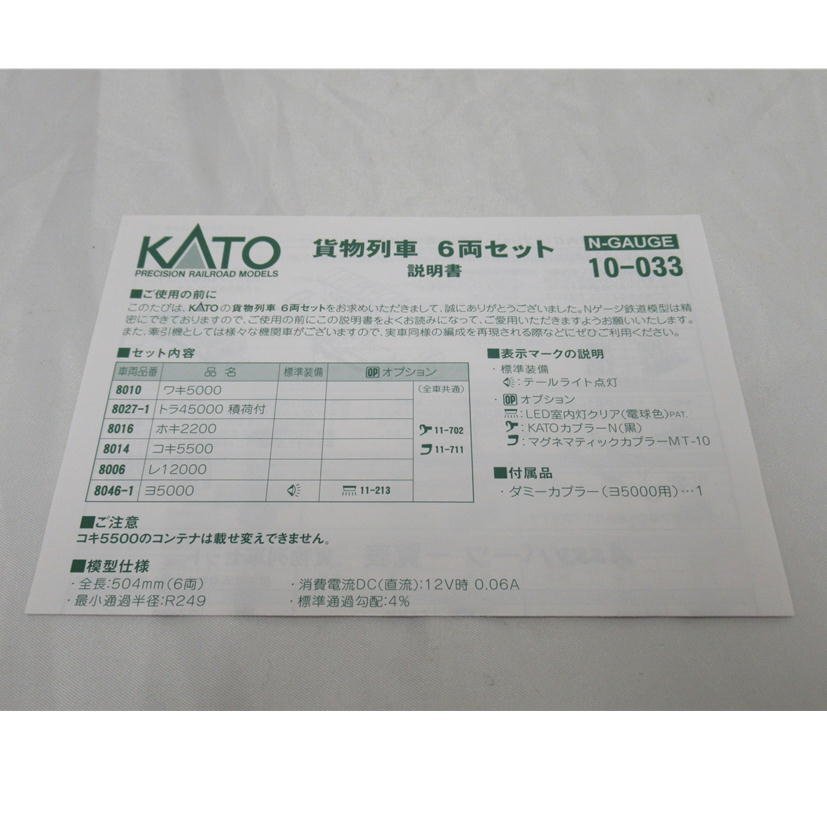 KATO
PRECISION RAILROAD MODELS
貨物列車 6両セット
説明書
N-GAUGE
10-033
■ご使用の前に
このたびは、KATOの貨物列車 6両セットをお求めいただきまして、誠にありがとうございました。Nゲージ鉄道模型は精
密にできておりますので、ご使用の前にこの説明書をよくお読みになって、ご愛用いただきますようお願いいたします。
また、牽引機としては様々な機関車がございますので、実車同様の編成を再現される際などにぜひご利用ください。
■セット内容
車両品番 品名 標準装備 OP オプション
8010 ワキ5000 (全車共通)
8027-1 トラ45000 積荷付
8016 ホキ2200 11-702
8014 コキ5500 11-711
8006 レ12000
8046-1 ヨ5000 11-213
■表示マークの説明
・標準装備
:テールライト点灯
・OP オプション
:LED室内灯クリア(電球色)PAT.
:KATOカプラーN(黒)
:マグネマティックカプラーMT-10
■付属品
・ダミーカプラー(ヨ5000用)…1
■ご注意
コキ5500のコンテナは載せ変えできません。
■模型仕様
・全長:504mm(6両)
・消費電流DC(直流):12V時 0.06A
・最小通過半径:R249
・標準通過勾配:4%